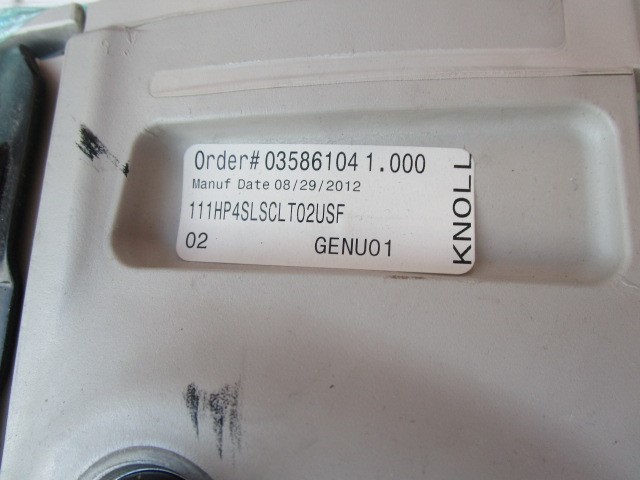 Order# 03586104 1.000
Manuf Date 08/29/2012
111HP4SLSCLT02USF
02 GENU01
KNOLL